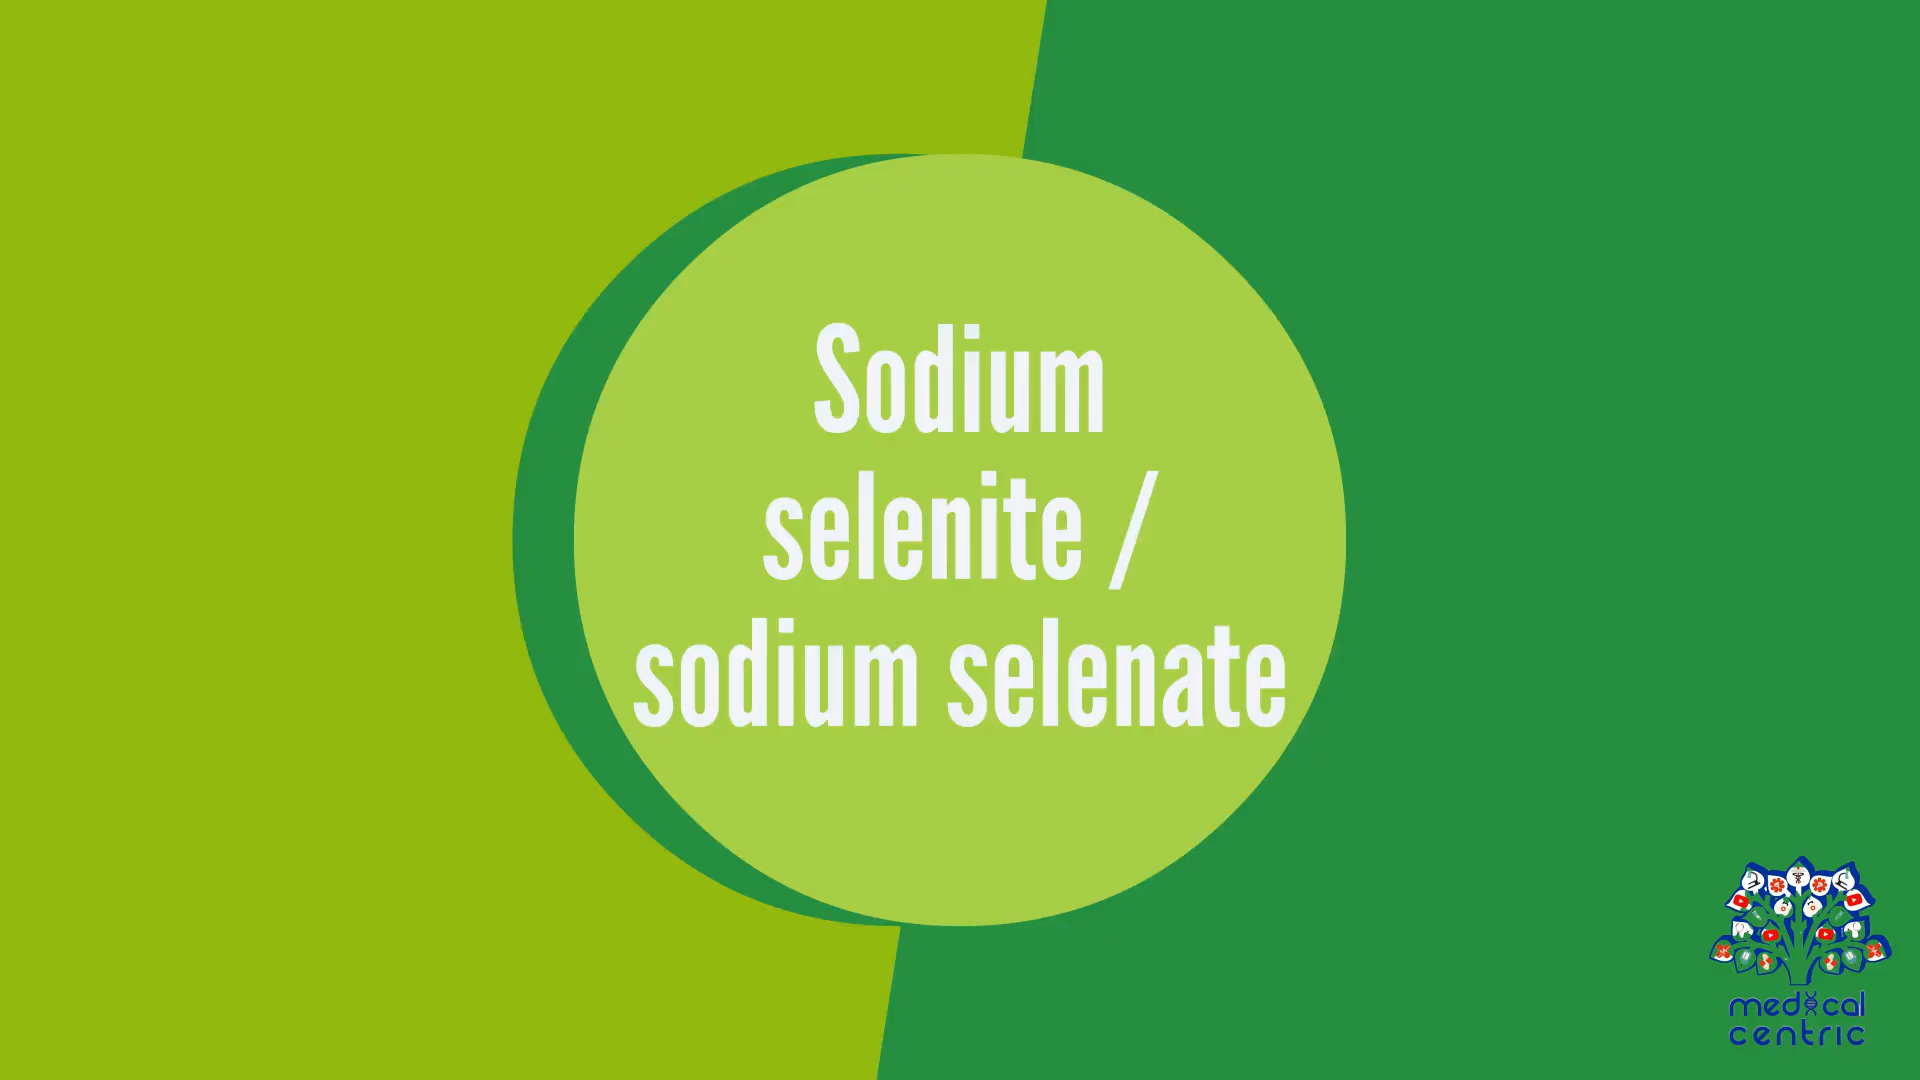 Sodium
selenite /
sodium selenate
medical
centric